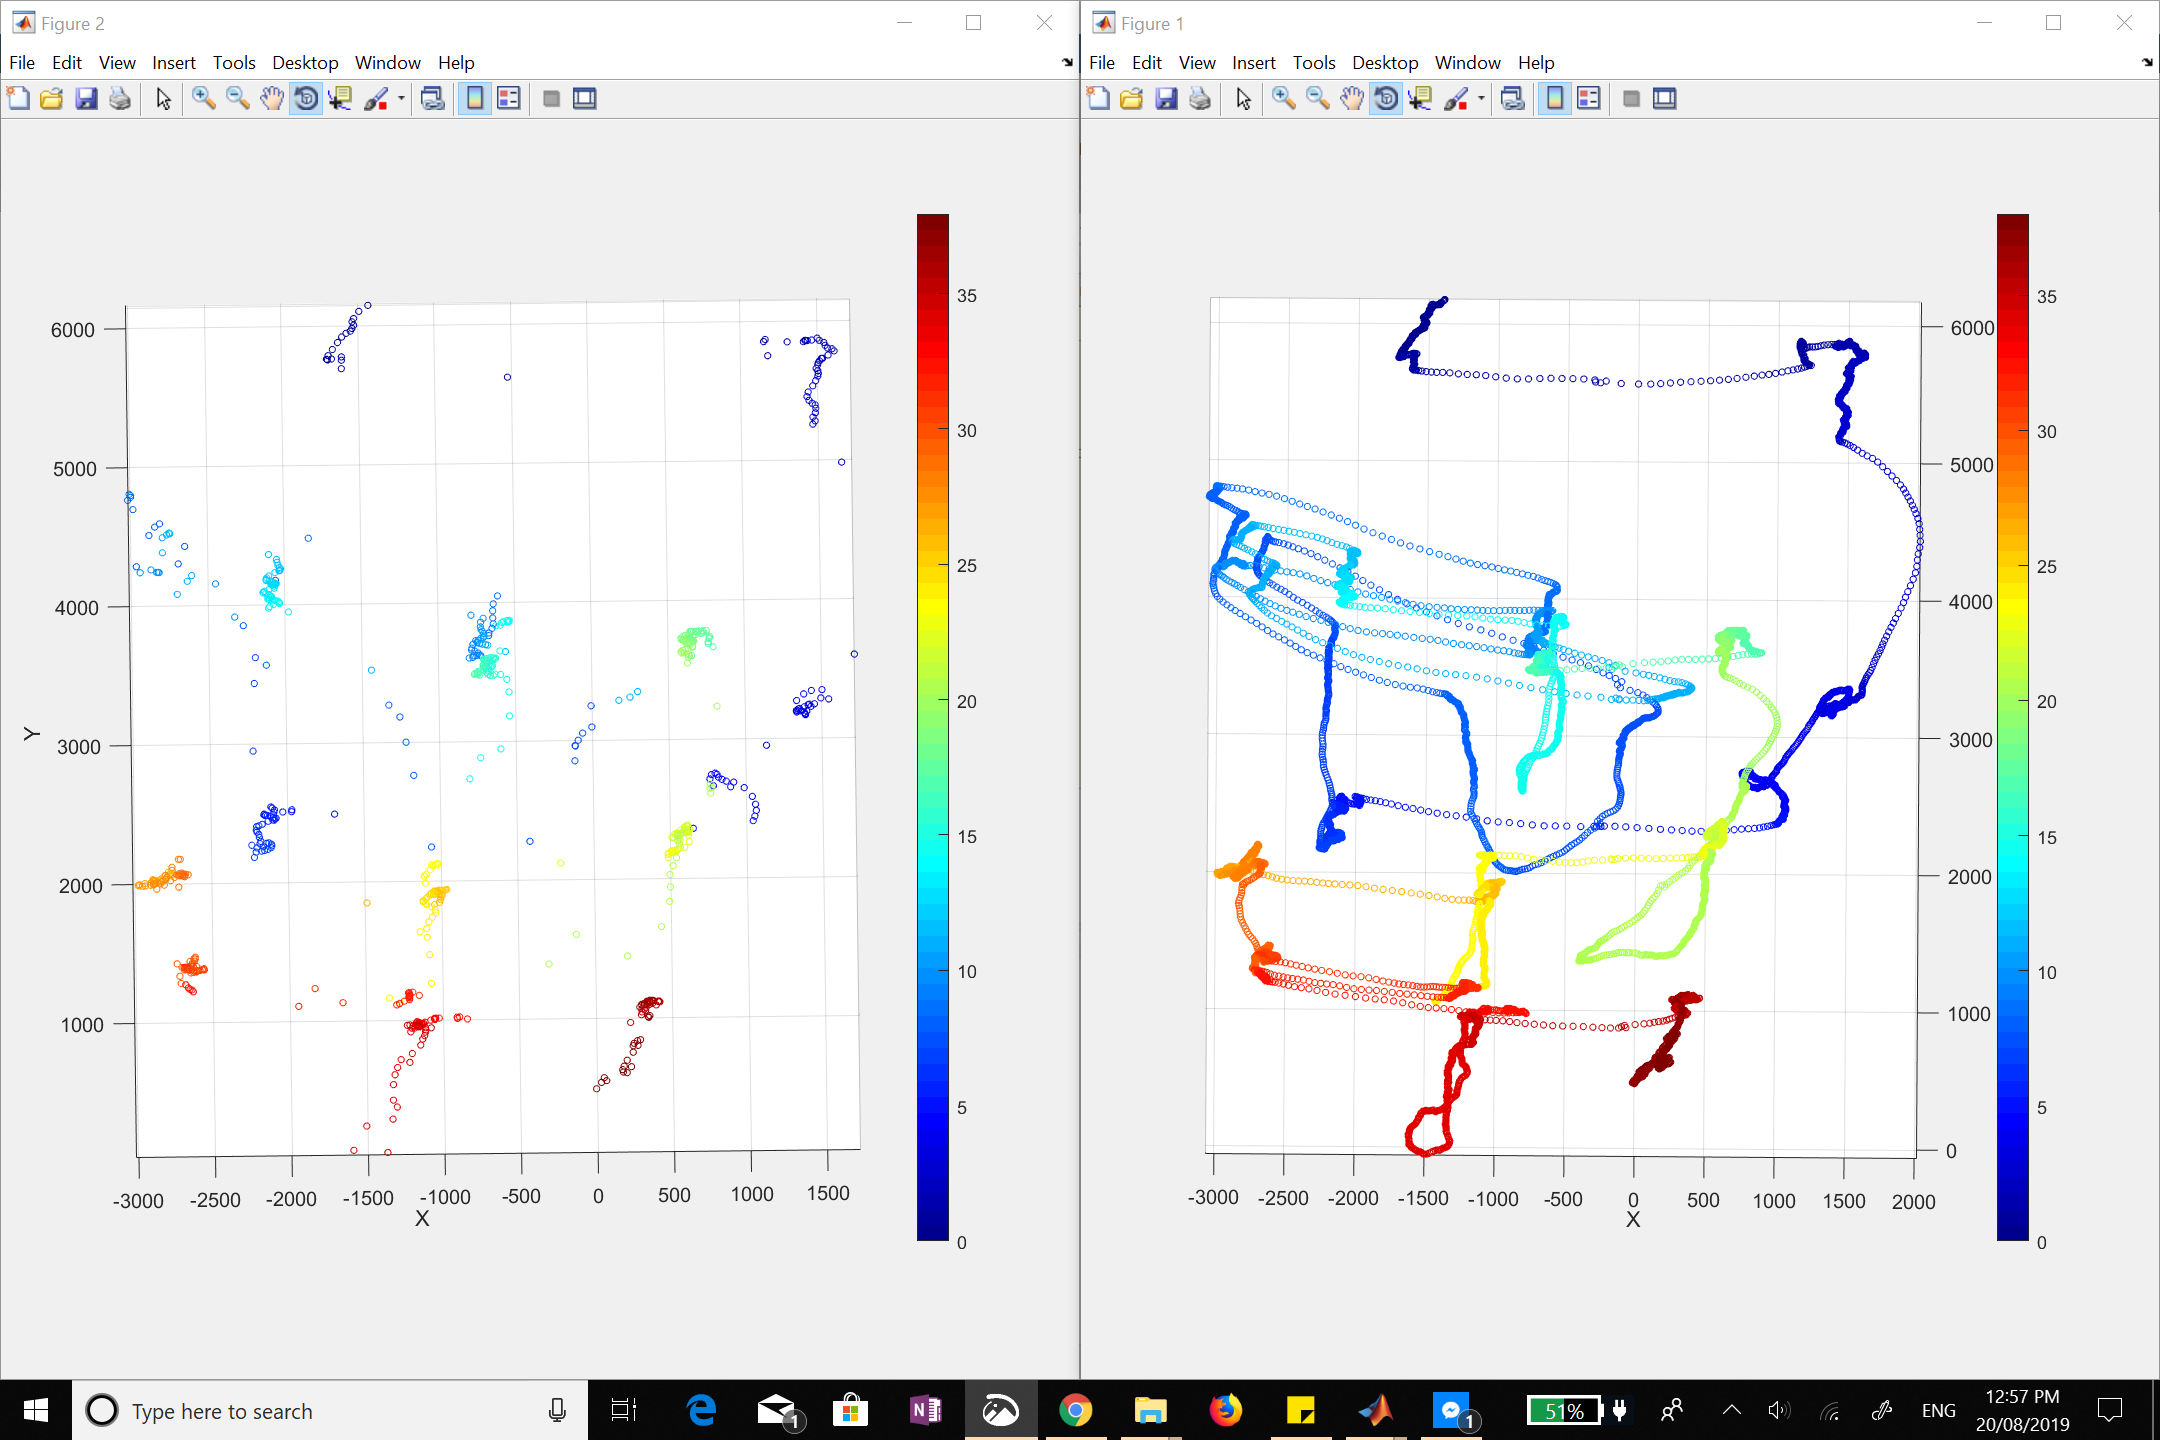 Figure 2
File Edit View Insert Tools Desktop Window Help
6000
5000
4000
3000
2000
1000
Y
-3000 -2500 -2000 -1500 -1000 -500 0 500 1000 1500
X
35
30
25
20
15
10
5
0
Figure 1
File Edit View Insert Tools Desktop Window Help
6000
5000
4000
3000
2000
1000
0
-3000 -2500 -2000 -1500 -1000 -500 0 500 1000 1500 2000
X
35
30
25
20
15
10
5
0
Type here to search
1
N
1
51%
ENG
12:57 PM
20/08/2019